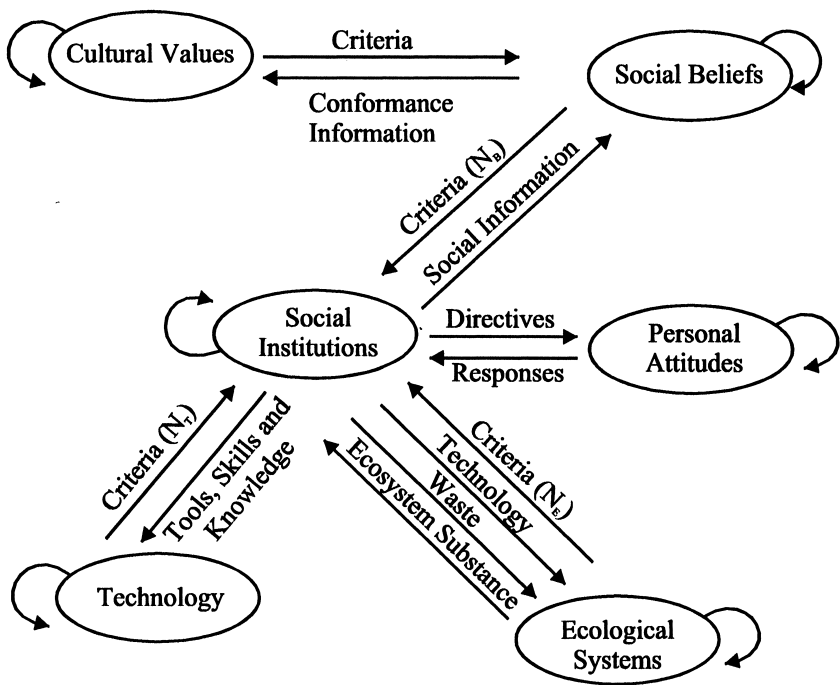 Cultural Values
Criteria
Conformance
Information
Social Beliefs
Criteria (N_B)
Social Information
Social
Institutions
Directives
Responses
Personal
Attitudes
Criteria (N_T)
Tools, Skills and
Knowledge
Criteria (N_E)
Technology
Waste
Ecosystem Substance
Technology
Ecological
Systems